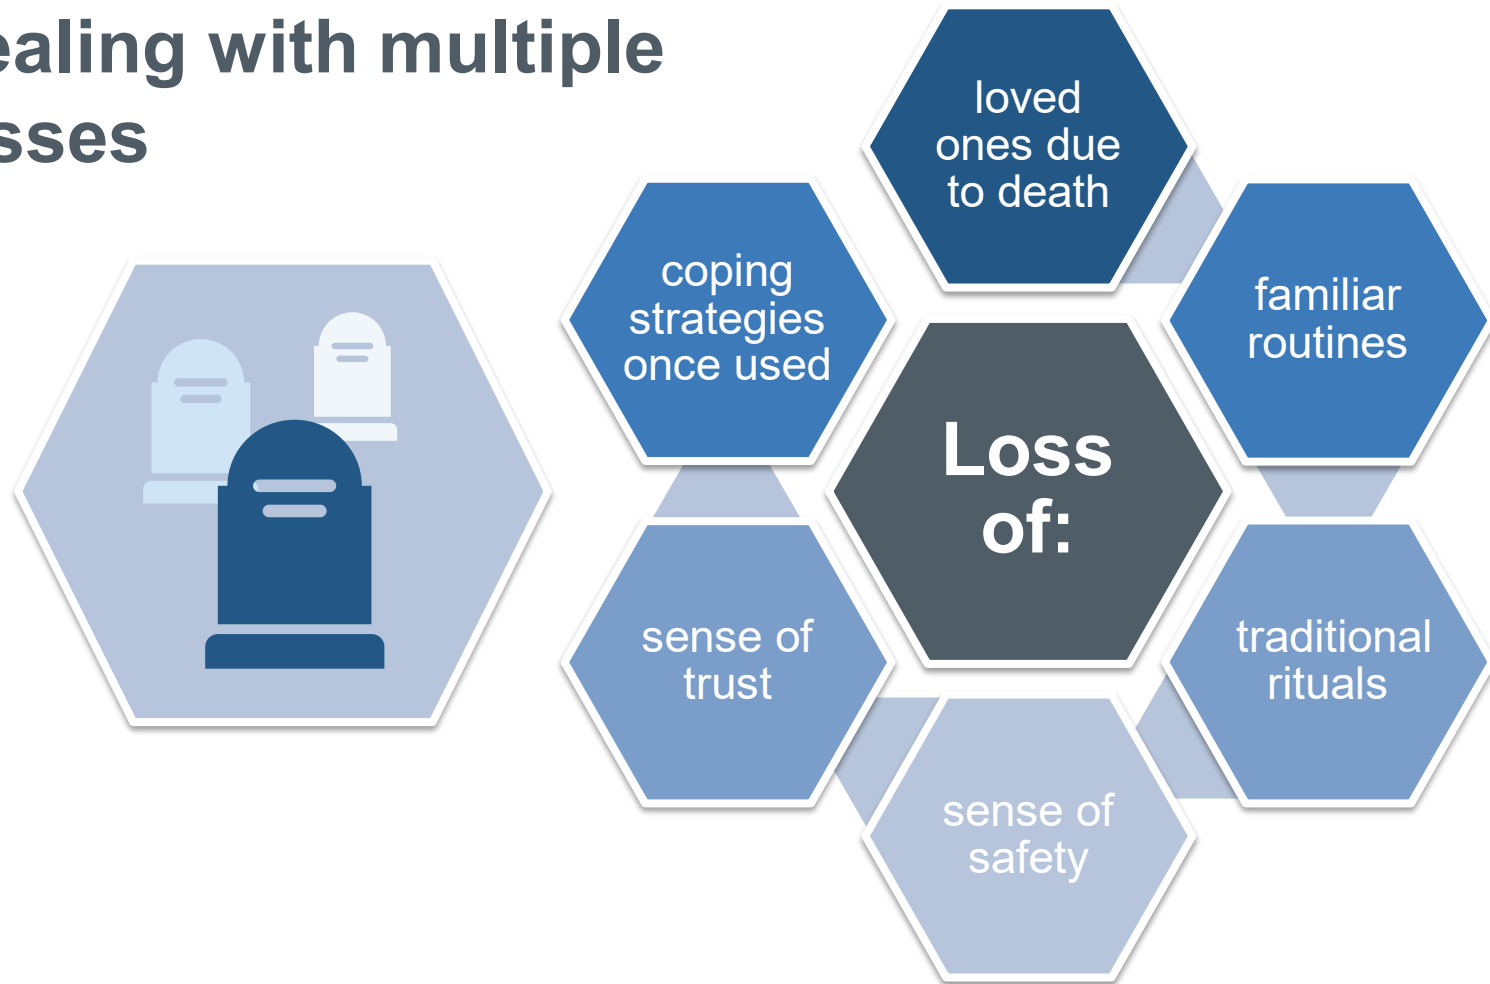 ealing with multiple
sses
loved
ones due
to death
familiar
routines
traditional
rituals
sense of
safety
sense of
trust
coping
strategies
once used
Loss
of: